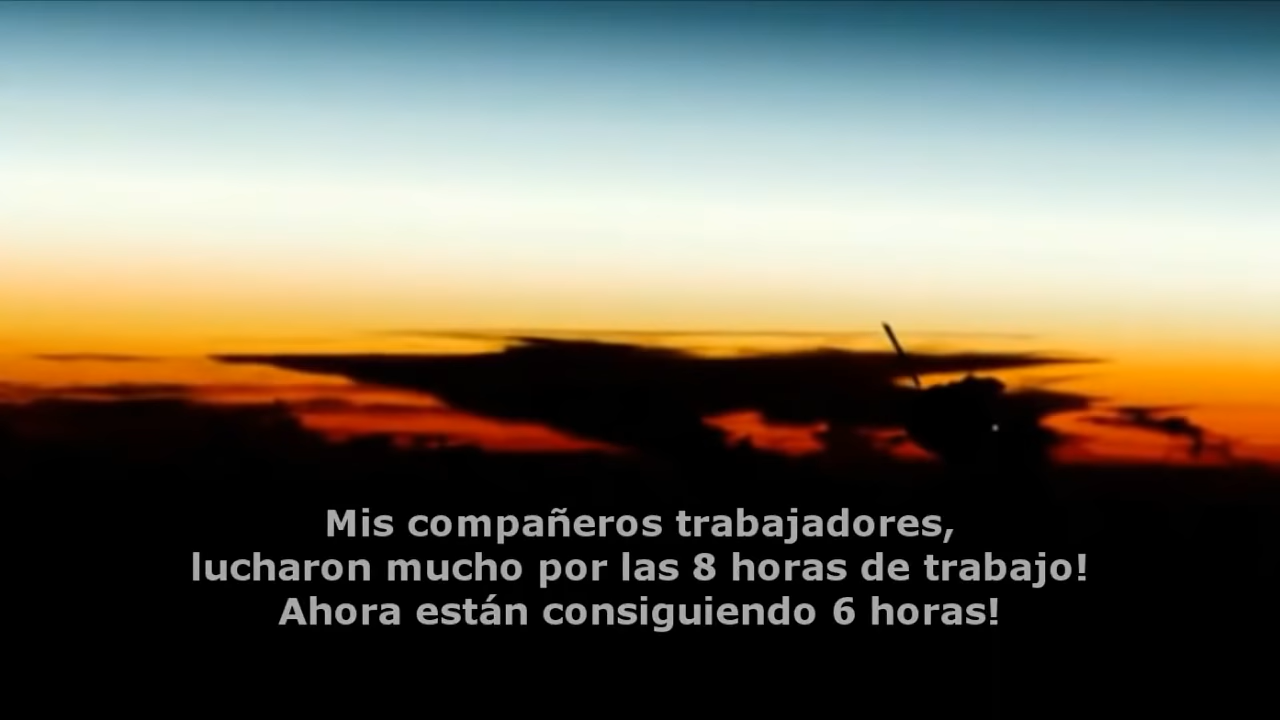 Mis compañeros trabajadores,
lucharon mucho por las 8 horas de trabajo!
Ahora están consiguiendo 6 horas!